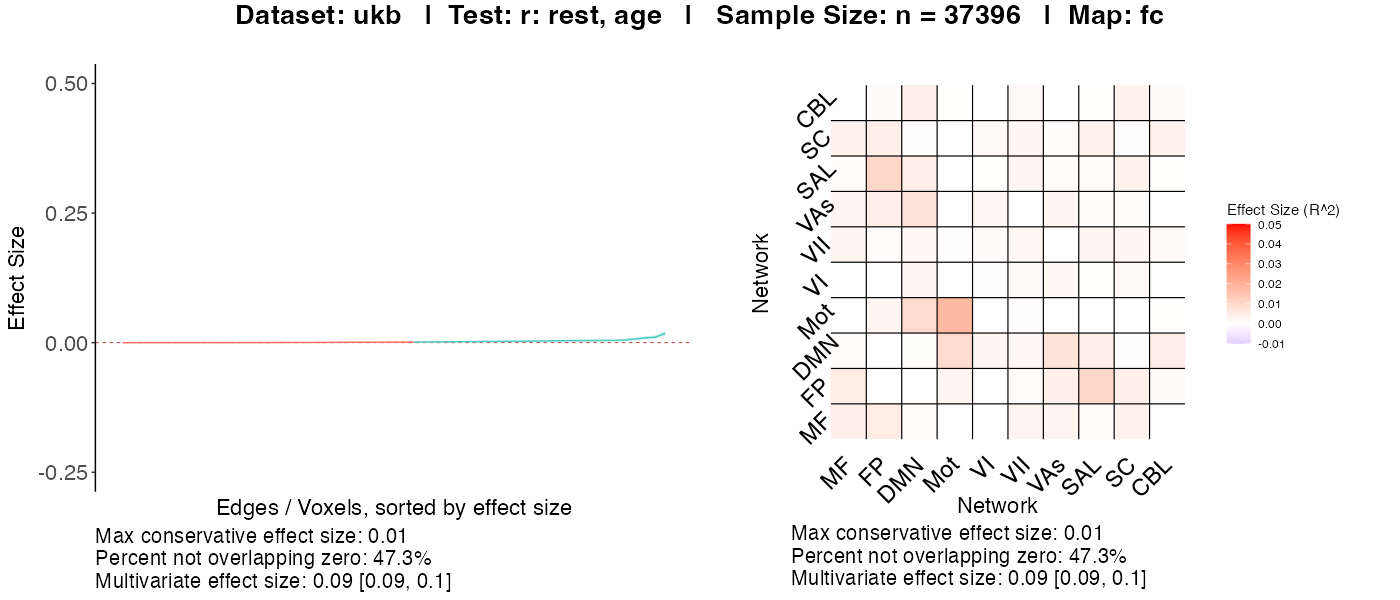 Dataset: ukb | Test: r: rest, age | Sample Size: n = 37396 | Map: fc
0.50
0.25
0.00
-0.25
Effect Size
Edges / Voxels, sorted by effect size
Max conservative effect size: 0.01
Percent not overlapping zero: 47.3%
Multivariate effect size: 0.09 [0.09, 0.1]
Network
CBL
SC
SAL
VAs
VII
VI
Mot
DMN
FP
MF
MF
FP
DMN
Mot
VI
VII
VAs
SAL
SC
CBL
Network
Max conservative effect size: 0.01
Percent not overlapping zero: 47.3%
Multivariate effect size: 0.09 [0.09, 0.1]
Effect Size (R^2)
0.05
0.04
0.03
0.02
0.01
0.00
-0.01